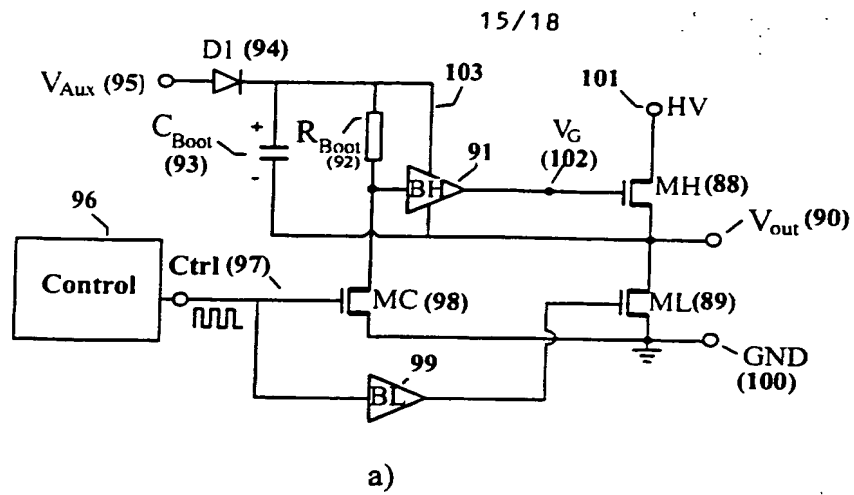 15/18
D1 (94)
V_Aux (95)
103
101
HV
+
C_Boot
(93)
-
R_Boot
(92)
91
V_G
(102)
BH
MH (88)
V_out (90)
96
Control
Ctrl (97)
MC (98)
ML(89)
99
BL
GND
(100)
a)